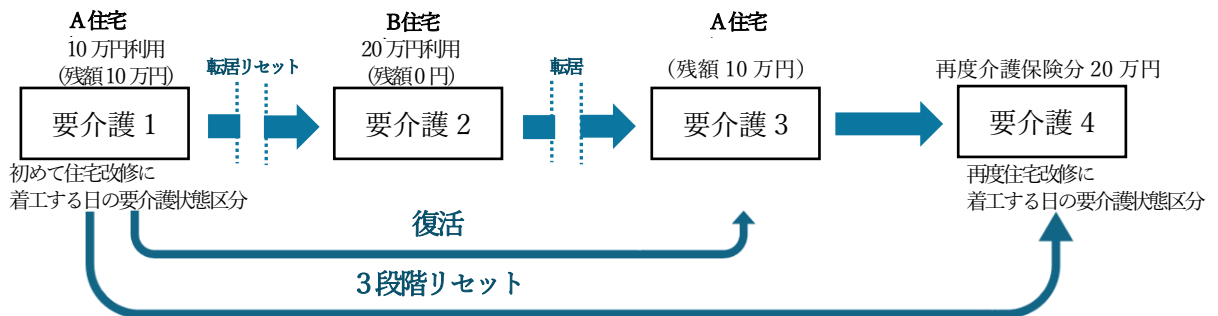 A住宅
10万円利用
(残額10万円)
要介護1
初めて住宅改修に
着工する日の要介護状態区分
転居リセット
B住宅
20万円利用
(残額0円)
要介護2
転居
A住宅
(残額10万円)
要介護3
再度介護保険分20万円
要介護4
再度住宅改修に
着工する日の要介護状態区分
復活
3段階リセット